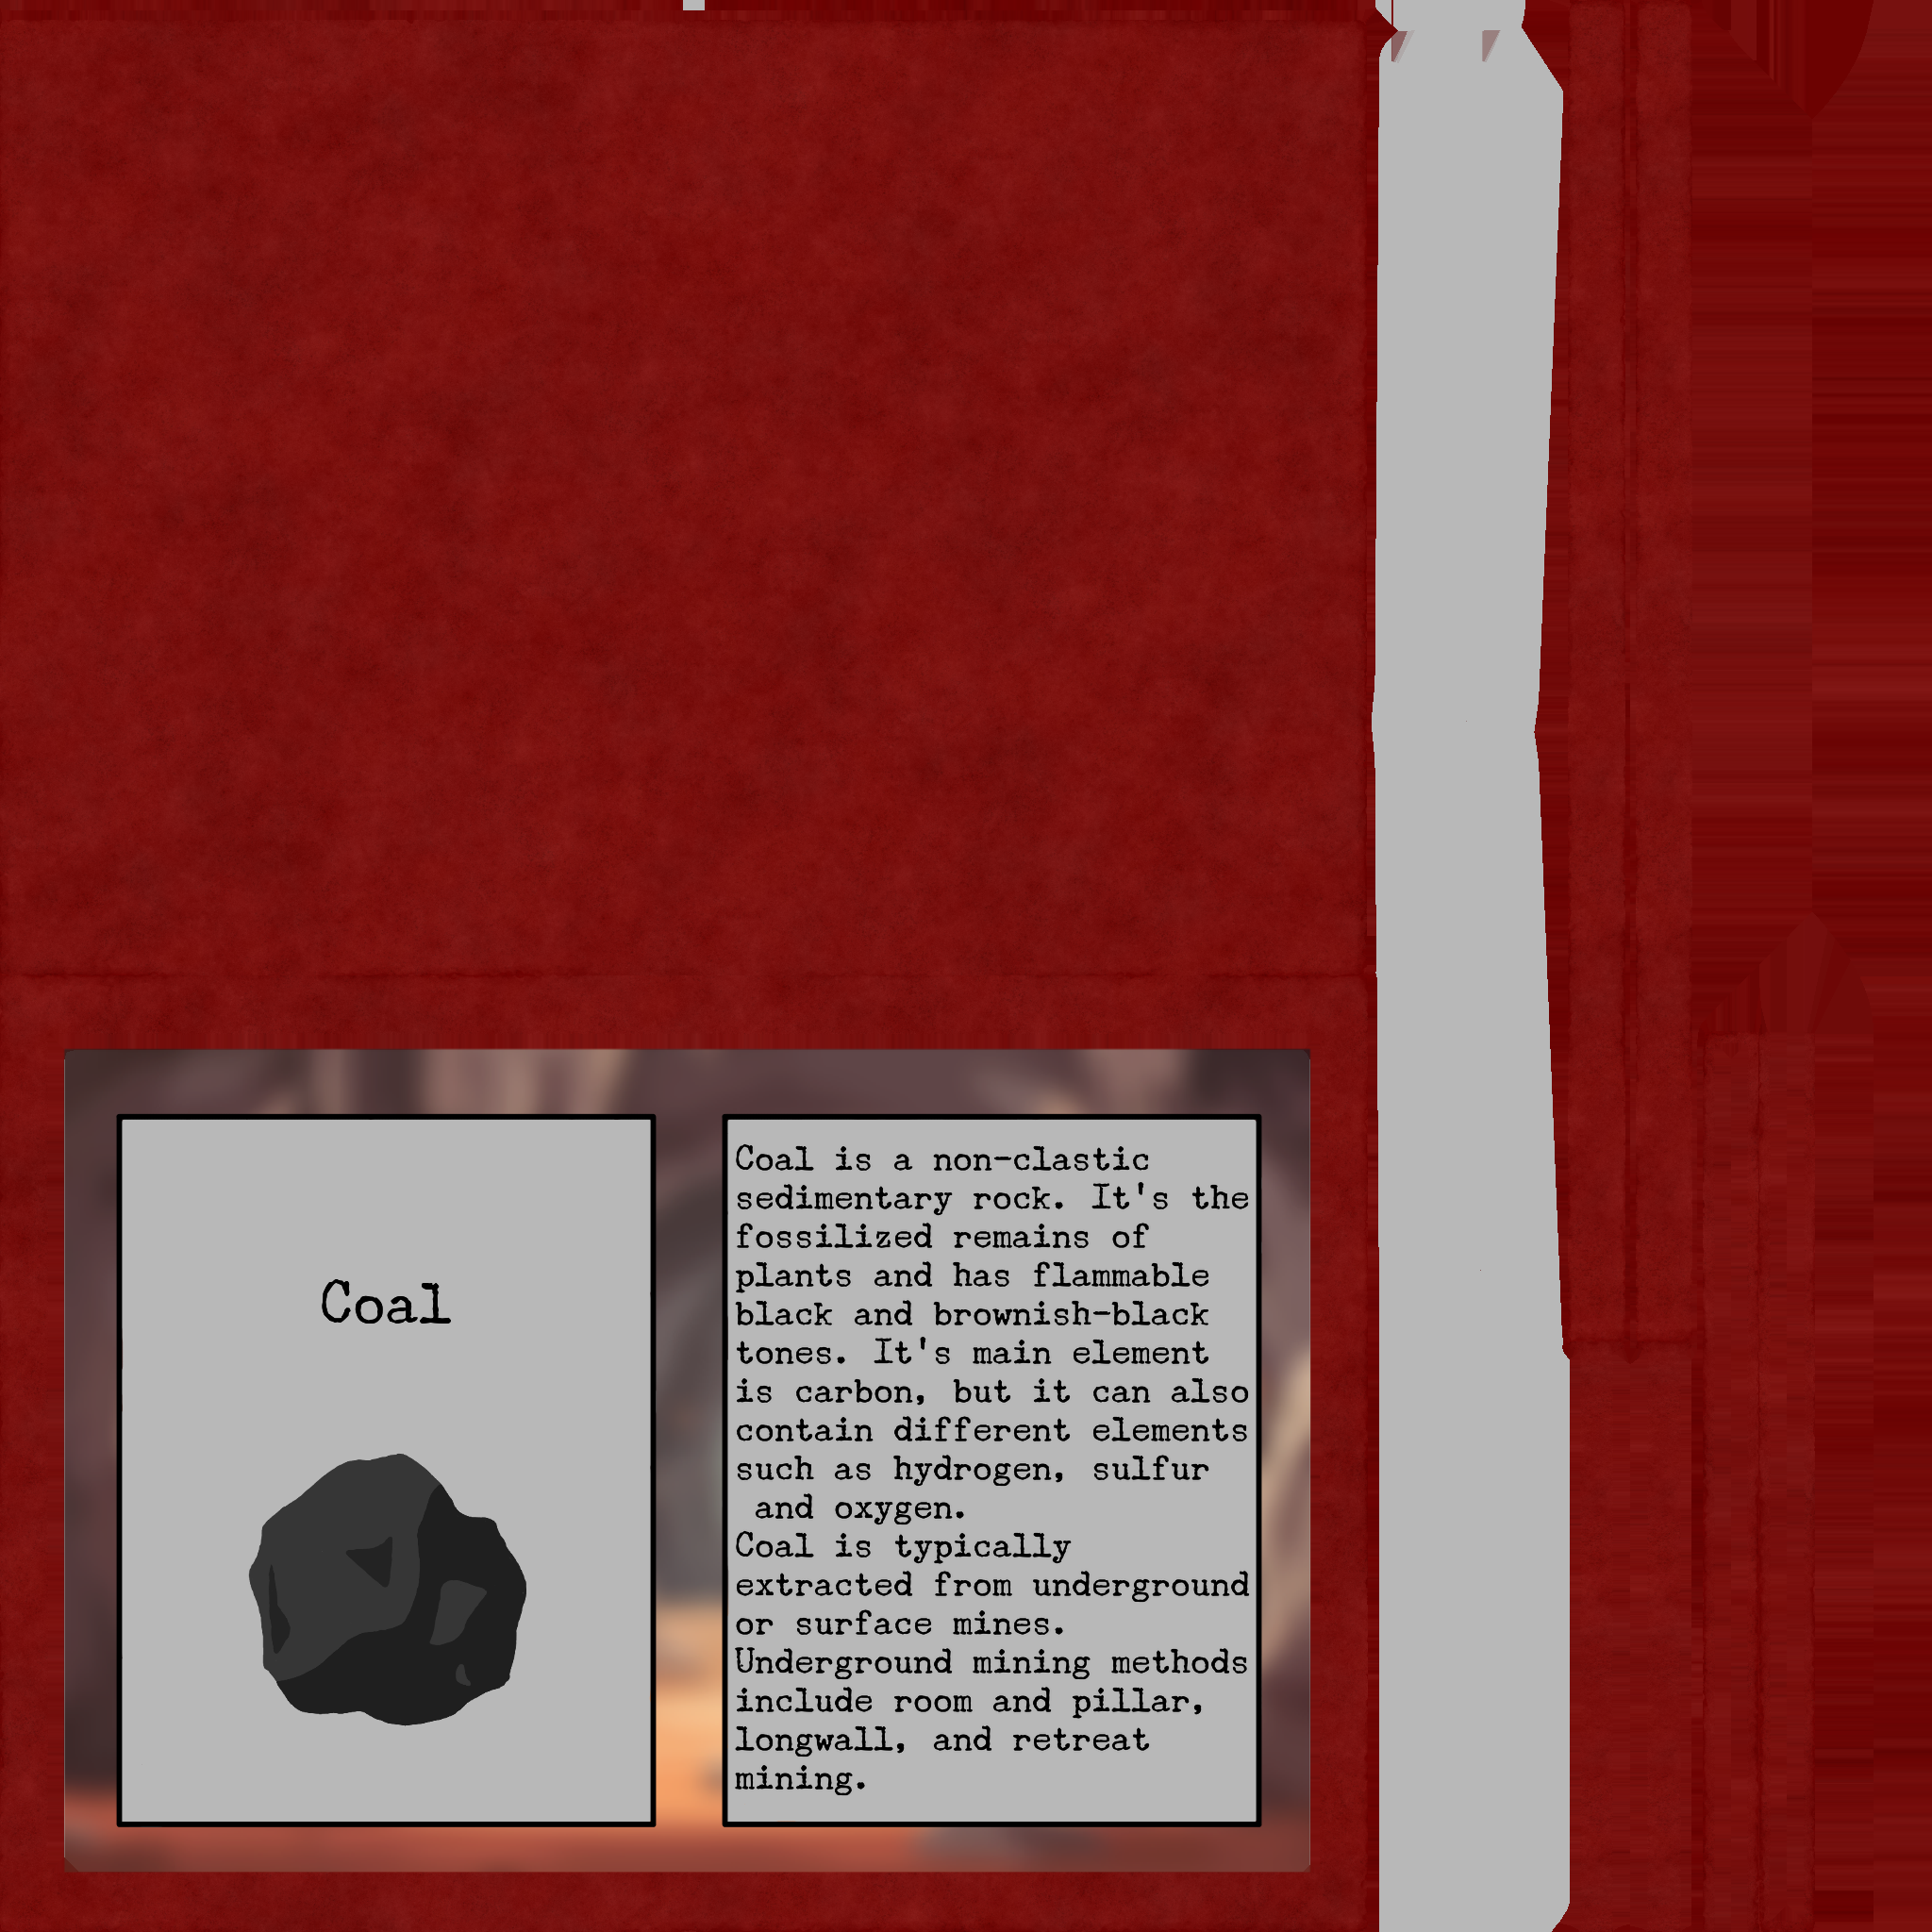 Coal
Coal is a non-clastic
sedimentary rock. It's the
fossilized remains of
plants and has flammable
black and brownish-black
tones. It's main element
is carbon, but it can also
contain different elements
such as hydrogen, sulfur
and oxygen.
Coal is typically
extracted from underground
or surface mines.
Underground mining methods
include room and pillar,
longwall, and retreat
mining.